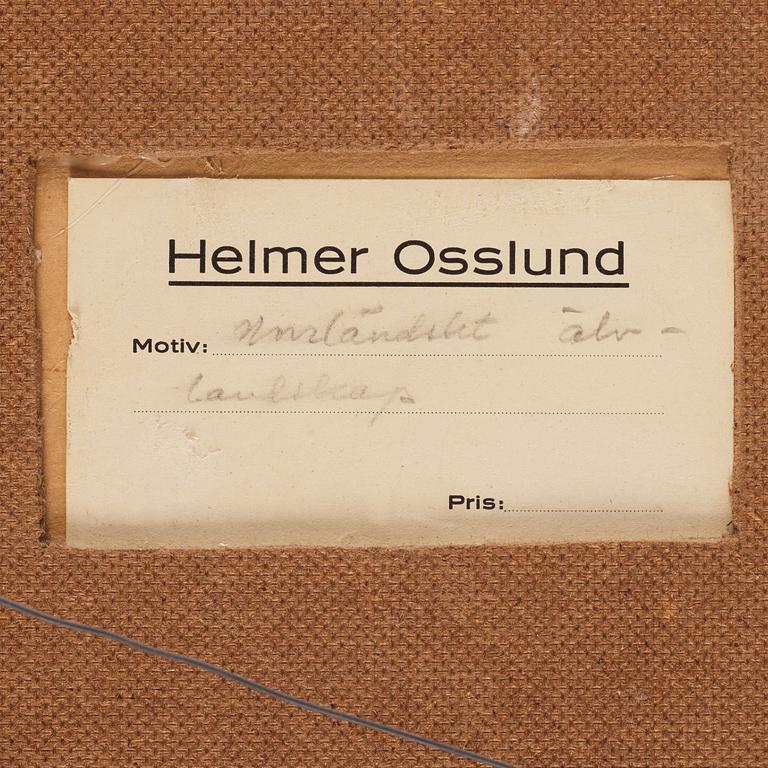 Helmer Osslund
Motiv: Norrländskt älv-
landskap
Pris: